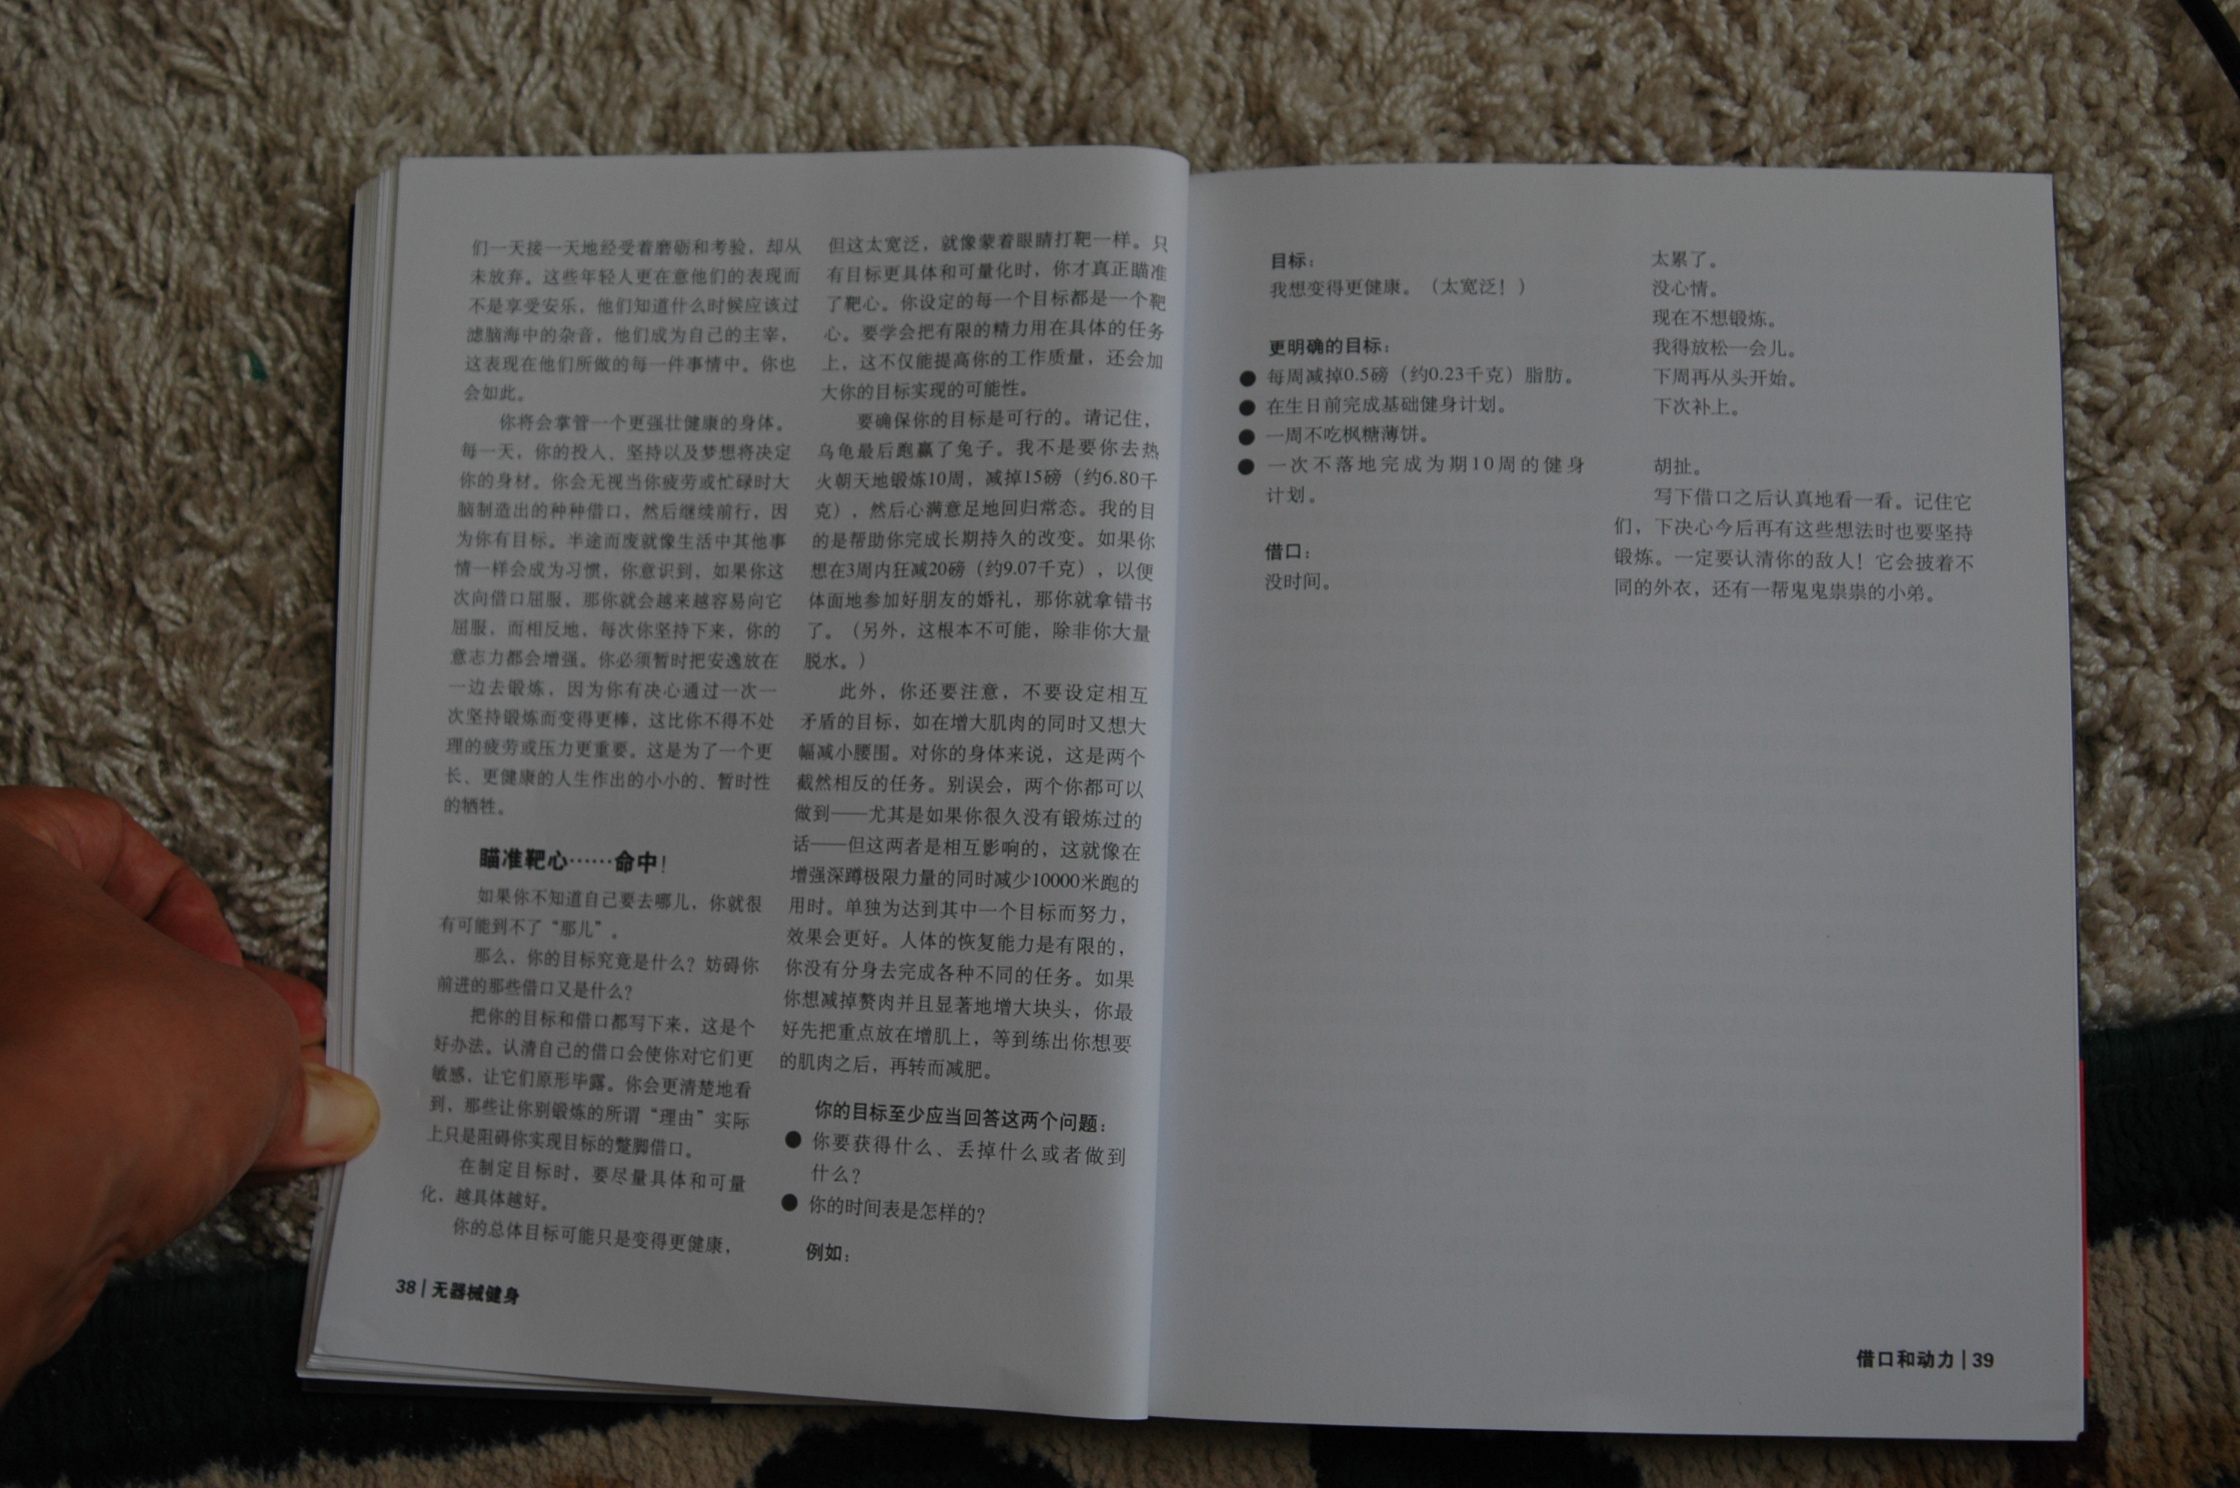 们一天接一天地经受着磨砺和考验，却从
未放弃。这些年轻人更在意他们的表现而
不是享受安乐，他们知道什么时候应该过
滤脑海中的杂音，他们成为自己的主宰，
这表现在他们所做的每一件事情中。你也
会如此。
你将会掌管一个更强壮健康的身体。
每一天，你的投入、坚持以及梦想将决定
你的身材。你会无视当你疲劳或忙碌时大
脑制造出的种种借口，然后继续前行，因
为你有目标。半途而废就像生活中其他事
情一样会成为习惯，你意识到，如果你这
次向借口屈服，那你就会越来越容易向它
屈服，而相反地，每次你坚持下来，你的
意志力都会增强。你必须暂时把安逸放在
一边去锻炼，因为你有决心通过一次一
次坚持锻炼而变得更棒，这比你不得不处
理的疲劳或压力更重要。这是为了一个更
长、更健康的人生作出的小小的、暂时性
的牺牲。
瞄准靶心……命中！
如果你不知道自己要去哪儿，你就很
有可能到不了“那儿”。
那么，你的目标究竟是什么？妨碍你
前进的那些借口又是什么？
把你的目标和借口都写下来，这是个
好办法。认清自己的借口会使你对它们更
敏感，让它们原形毕露。你会更清楚地看
到，那些让你别锻炼的所谓“理由”实际
上只是阻碍你实现目标的蹩脚借口。
在制定目标时，要尽量具体和可量
化，越具体越好。
你的总体目标可能只是变得更健康，
38 | 无器械健身
但这太宽泛，就像蒙着眼睛打靶一样。只
有目标更具体和可量化时，你才真正瞄准
了靶心。你设定的每一个目标都是一个靶
心。要学会把有限的精力用在具体的任务
上，这不仅能提高你的工作质量，还会加
大你的目标实现的可能性。
要确保你的目标是可行的。请记住，
乌龟最后跑赢了兔子。我不是要你去热
火朝天地锻炼10周，减掉15磅（约6.80千
克），然后心满意足地回归常态。我的目
的是帮助你完成长期持久的改变。如果你
想在3周内狂减20磅（约9.07千克），以便
体面地参加好朋友的婚礼，那你就拿错书
了。（另外，这根本不可能，除非你大量
脱水。）
此外，你还要注意，不要设定相互
矛盾的目标，如在增大肌肉的同时又想大
幅减小腰围。对你的身体来说，这是两个
截然相反的任务。别误会，两个你都可以
做到——尤其是如果你很久没有锻炼过的
话——但这两者是相互影响的，这就像在
增强深蹲极限力量的同时减少10000米跑的
用时。单独为达到其中一个目标而努力，
效果会更好。人体的恢复能力是有限的，
你没有分身去完成各种不同的任务。如果
你想减掉赘肉并且显著地增大块头，你最
好先把重点放在增肌上，等到练出你想要
的肌肉之后，再转而减肥。
你的目标至少应当回答这两个问题：
● 你要获得什么、丢掉什么或者做到
什么？
● 你的时间表是怎样的？
例如：
目标：
我想变得更健康。（太宽泛！）
更明确的目标：
● 每周减掉0.5磅（约0.23千克）脂肪。
● 在生日前完成基础健身计划。
● 一周不吃枫糖薄饼。
● 一次不落地完成为期10周的健身
计划。
借口：
没时间。
太累了。
没心情。
现在不想锻炼。
我得放松一会儿。
下周再从头开始。
下次补上。
胡扯。
写下借口之后认真地看一看。记住它
们，下决心今后再有这些想法时也要坚持
锻炼。一定要认清你的敌人！它会披着不
同的外衣，还有一帮鬼鬼祟祟的小弟。
借口和动力 | 39